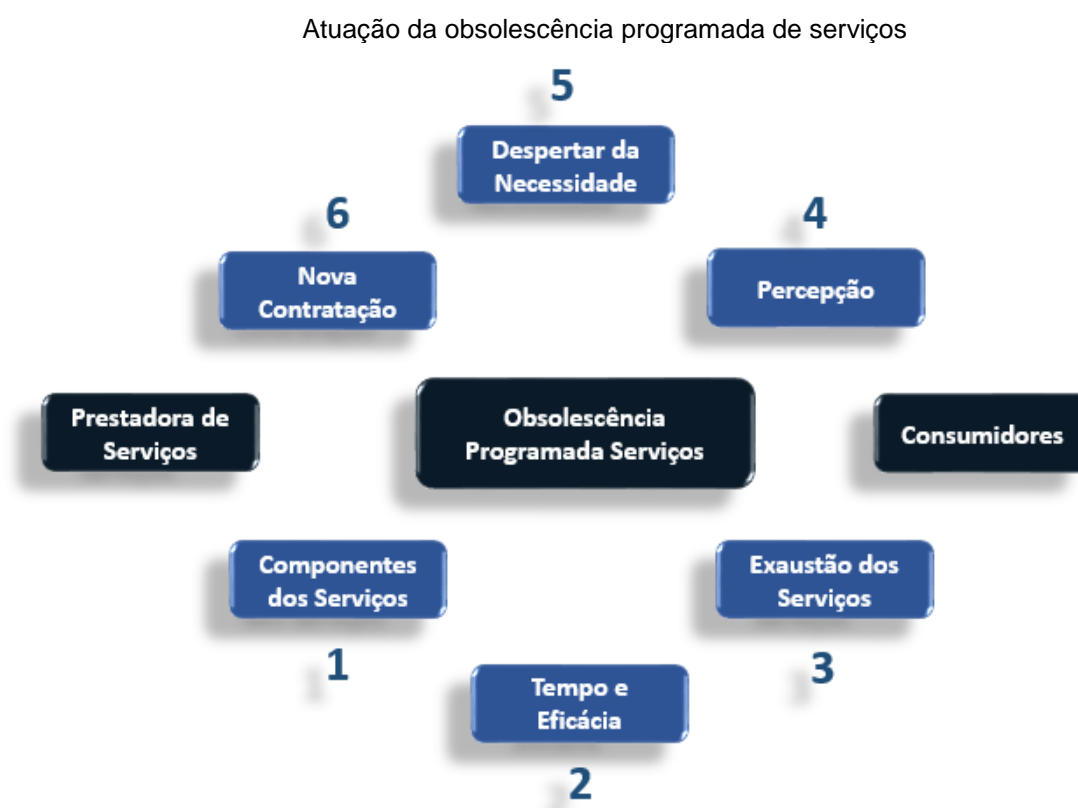 Atuação da obsolescência programada de serviços
5
Despertar da
Necessidade
6
4
Nova
Contratação
Percepção
Prestadora de
Serviços
Obsolescência
Programada Serviços
Consumidores
Componentes
dos Serviços
Exaustão dos
Serviços
1
3
Tempo e
Eficácia
2